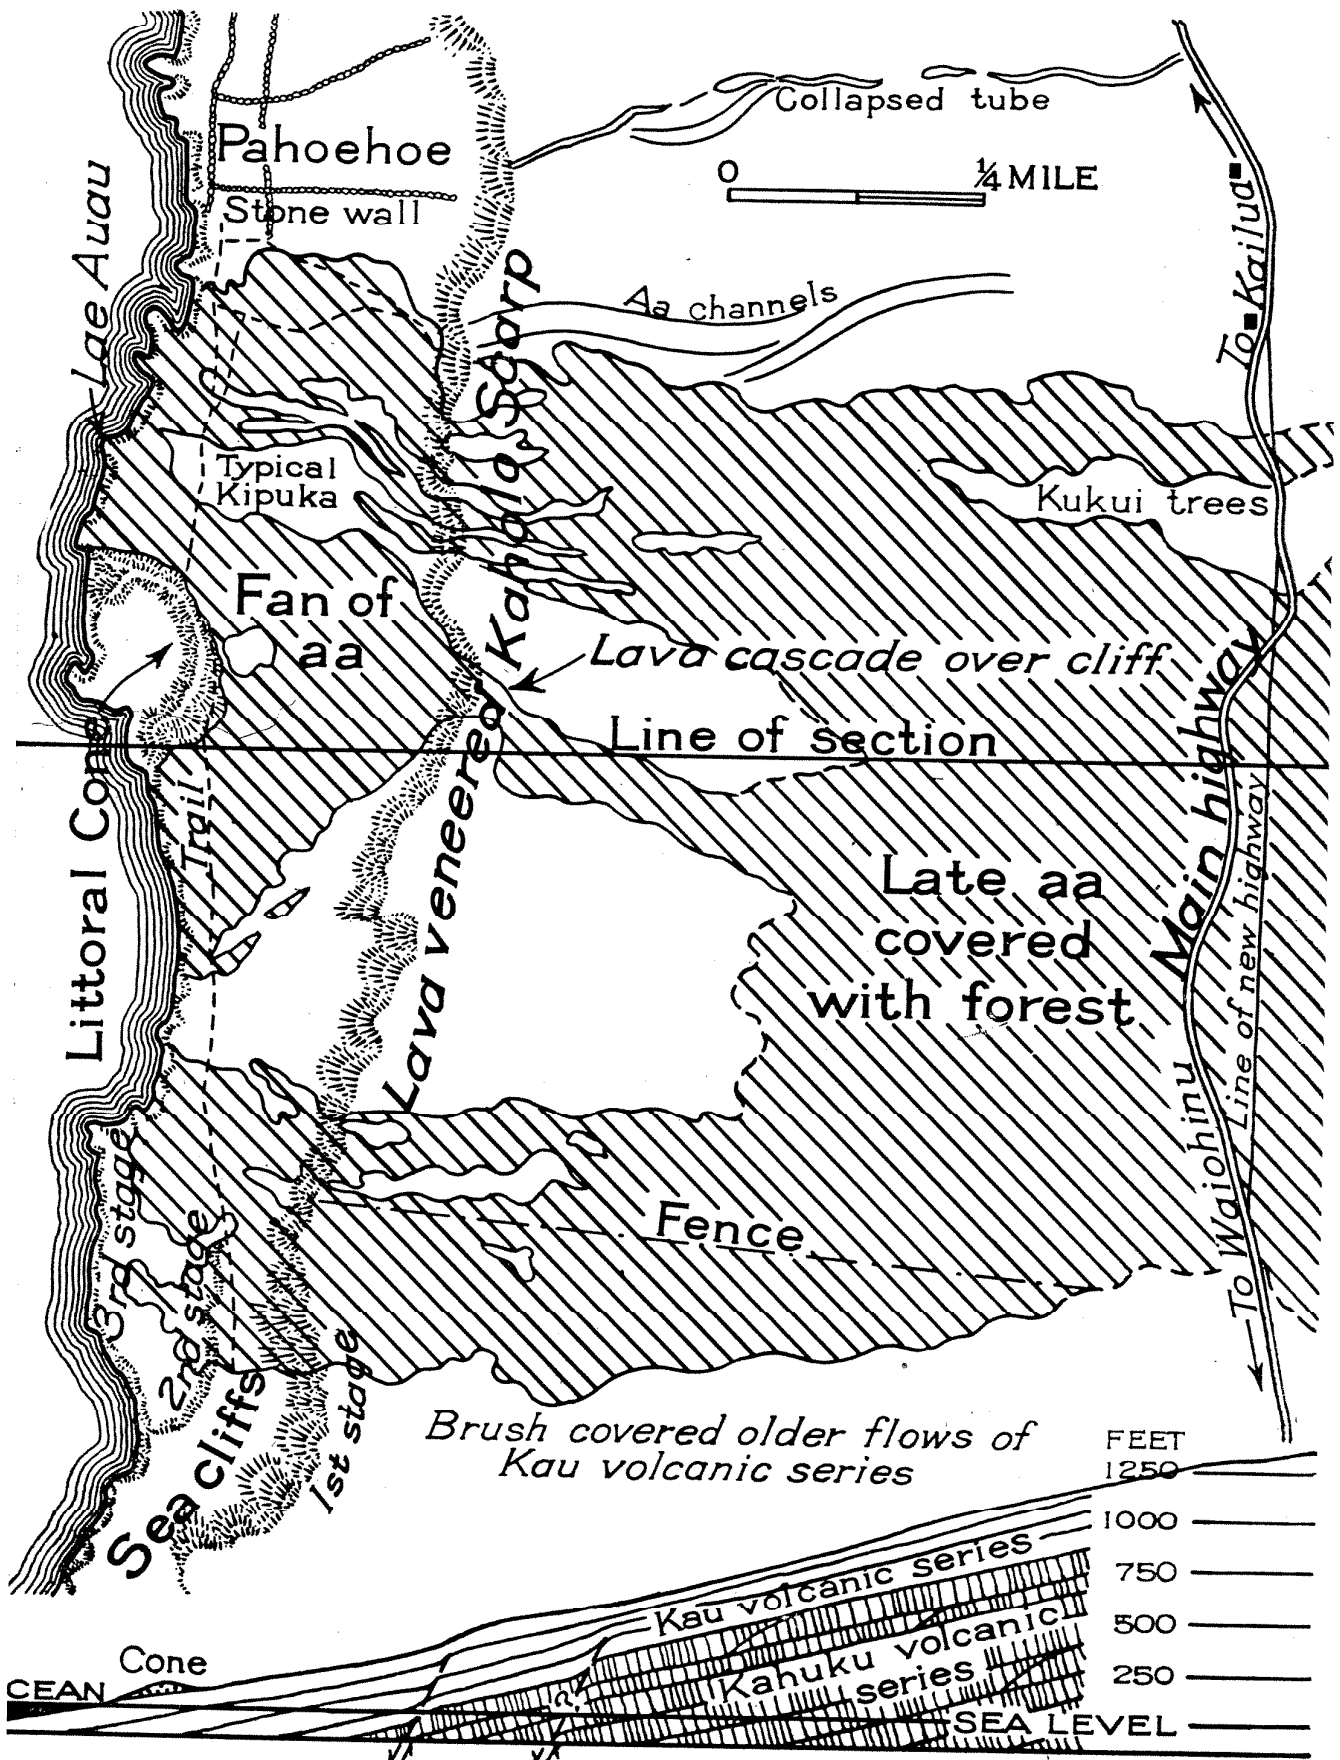 Collapsed tube
Pahoehoe
0 ¼ MILE
Stone wall
Lae Auau
To Kailua
Aa channels
Kaholo Scarp
Typical
Kipuka
Kukui trees
Fan of
aa
Lava cascade over cliff
Line of section
Main highway
Littoral Cone
Trail
Lava veneered
Late aa
covered
with forest
Line of new highway
To Waiohinu
3rd stage
2nd stage
Fence
1st stage
Sea cliffs
Brush covered older flows of
Kau volcanic series
FEET
1250
1000
Kau volcanic series
750
Kahuku volcanic
series
500
Cone
250
CEAN
?
SEA LEVEL